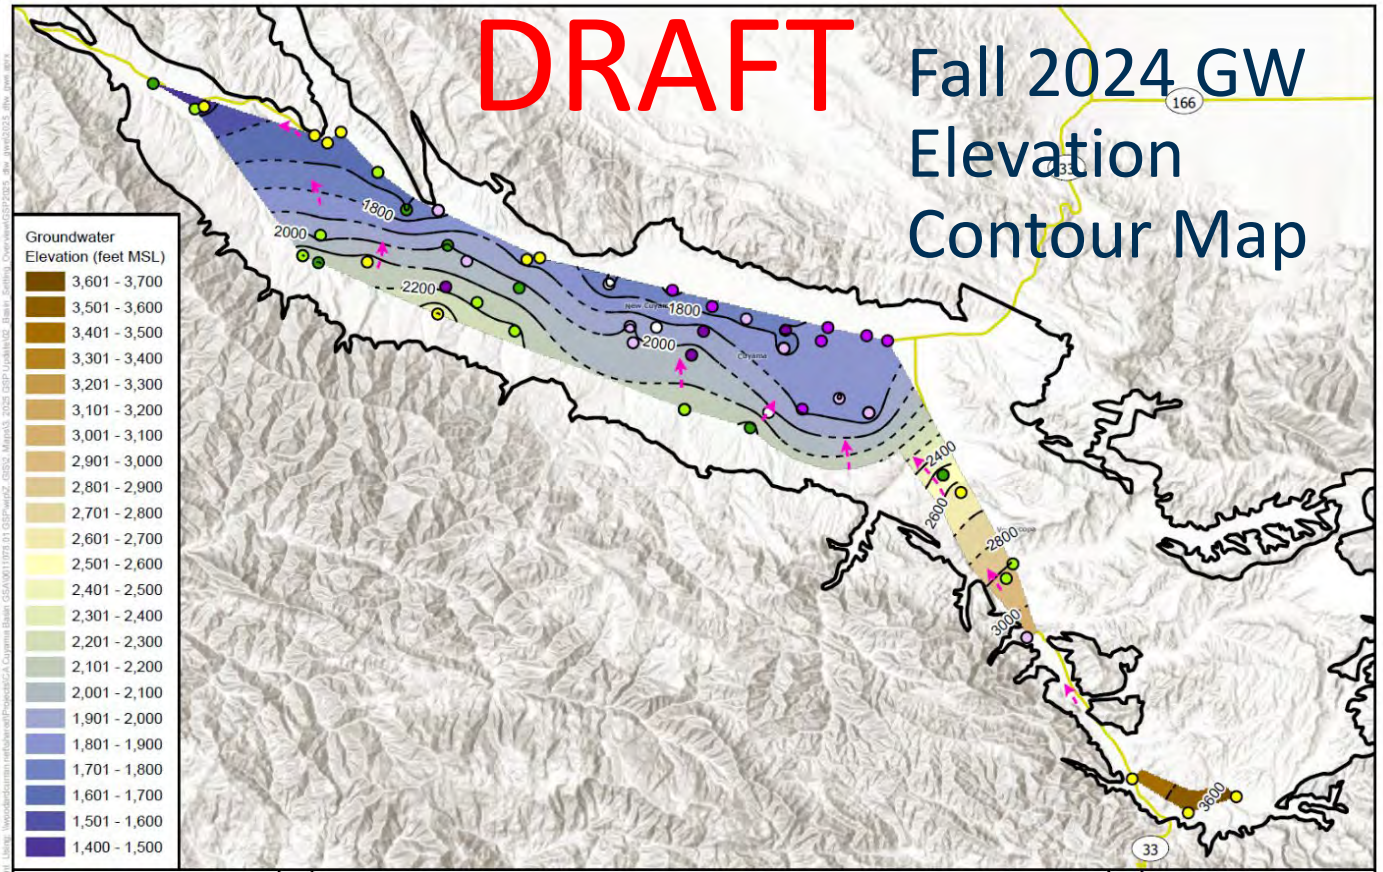 DRAFT
Fall 2024 GW
Elevation
Contour Map
166
33
Groundwater
Elevation (feet MSL)
3,601 - 3,700
3,501 - 3,600
3,401 - 3,500
3,301 - 3,400
3,201 - 3,300
3,101 - 3,200
3,001 - 3,100
2,901 - 3,000
2,801 - 2,900
2,701 - 2,800
2,601 - 2,700
2,501 - 2,600
2,401 - 2,500
2,301 - 2,400
2,201 - 2,300
2,101 - 2,200
2,001 - 2,100
1,901 - 2,000
1,801 - 1,900
1,701 - 1,800
1,601 - 1,700
1,501 - 1,600
1,400 - 1,500
1800
2000
2200
New
1800
2000
Cuyama
2400
2600
2800
3000
3600
33